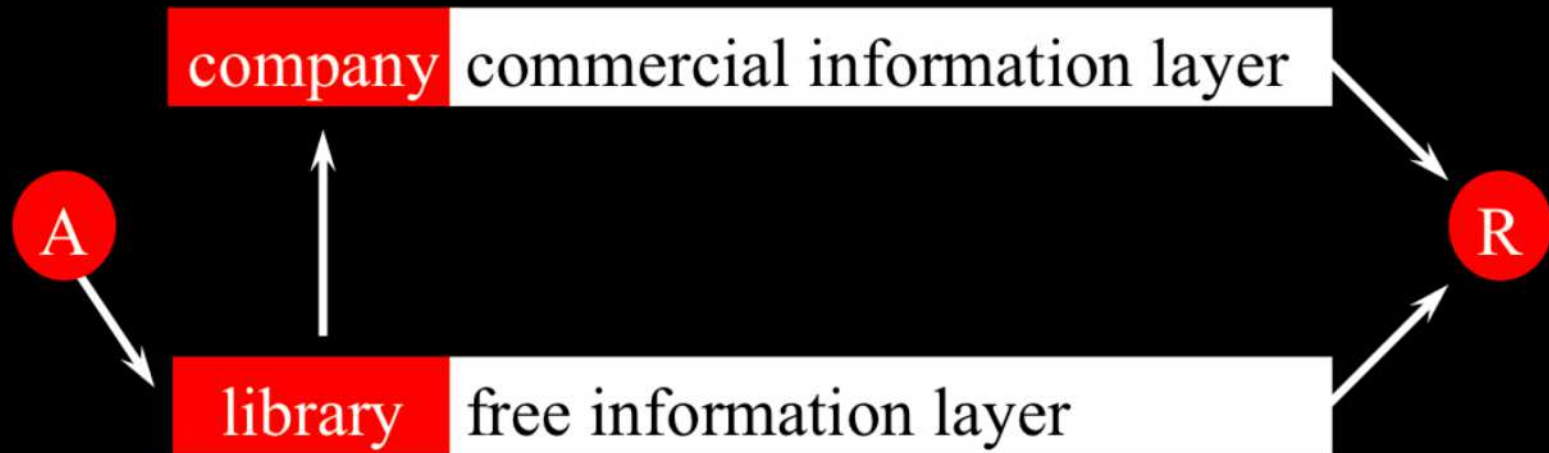 company commercial information layer
A
R
library free information layer